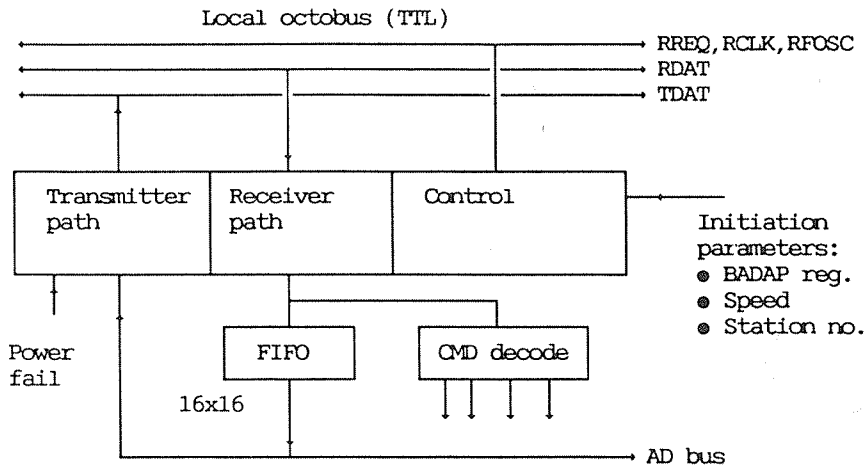 Local octobus (TTL)
RREQ,RCLK,RFOSC
RDAT
TDAT
Transmitter
path
Receiver
path
Control
Initiation
parameters:
● BADAP reg.
● Speed
● Station no.
Power
fail
FIFO
CMD decode
16x16
AD bus